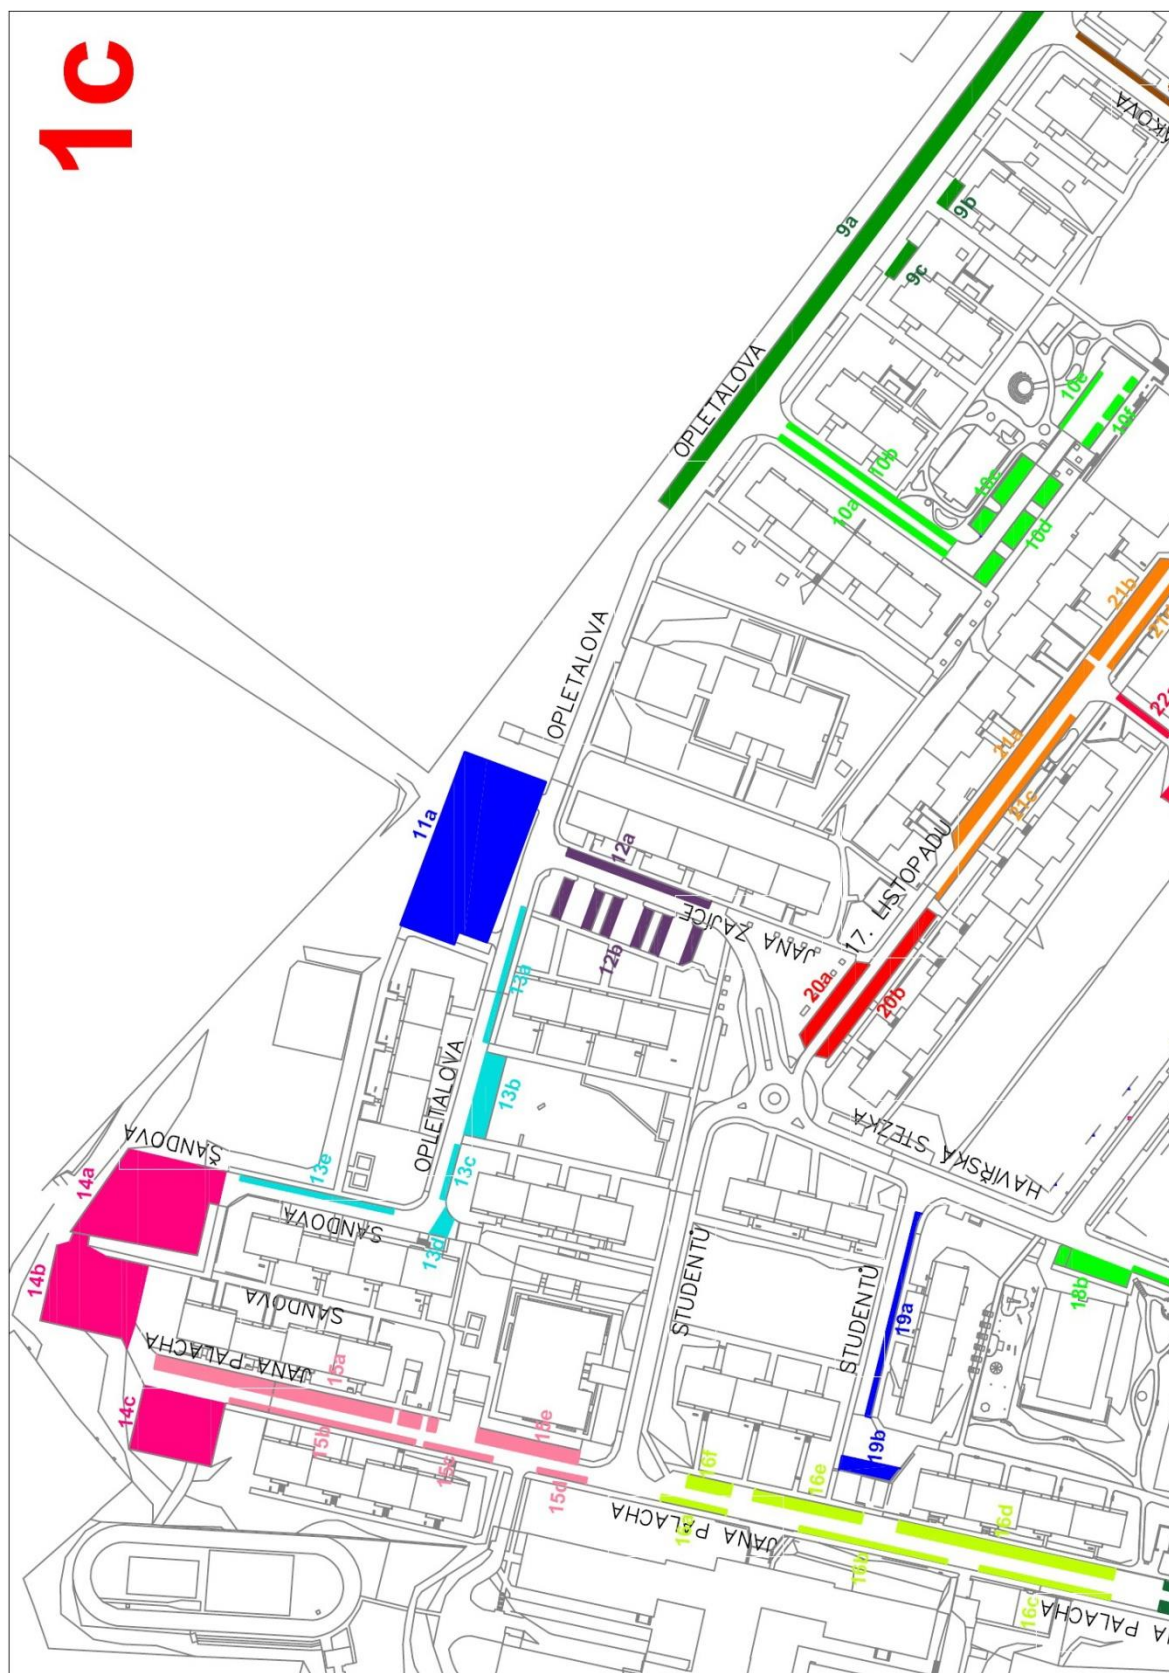 1c
9a
9b
9c
OPLETALOVA
10a
10b
10c
10d
10e
10f
OPLETALOVA
11a
12a
12b
JANA ZAJÍCE
17. LISTOPADU
13a
13b
13c
13d
13e
OPLETALOVA
ŠANDOVA
ŠANDOVA
ŠANDOVA
14a
14b
14c
JANA PALACHA
15a
15b
15d
15e
STUDENTŮ
STUDENTŮ
HAVÍŘSKÁ STEZKA
16b
16c
16d
16e
16f
JANA PALACHA
PALACHA
18b
19a
19b
20a
20b
21a
21b
21c